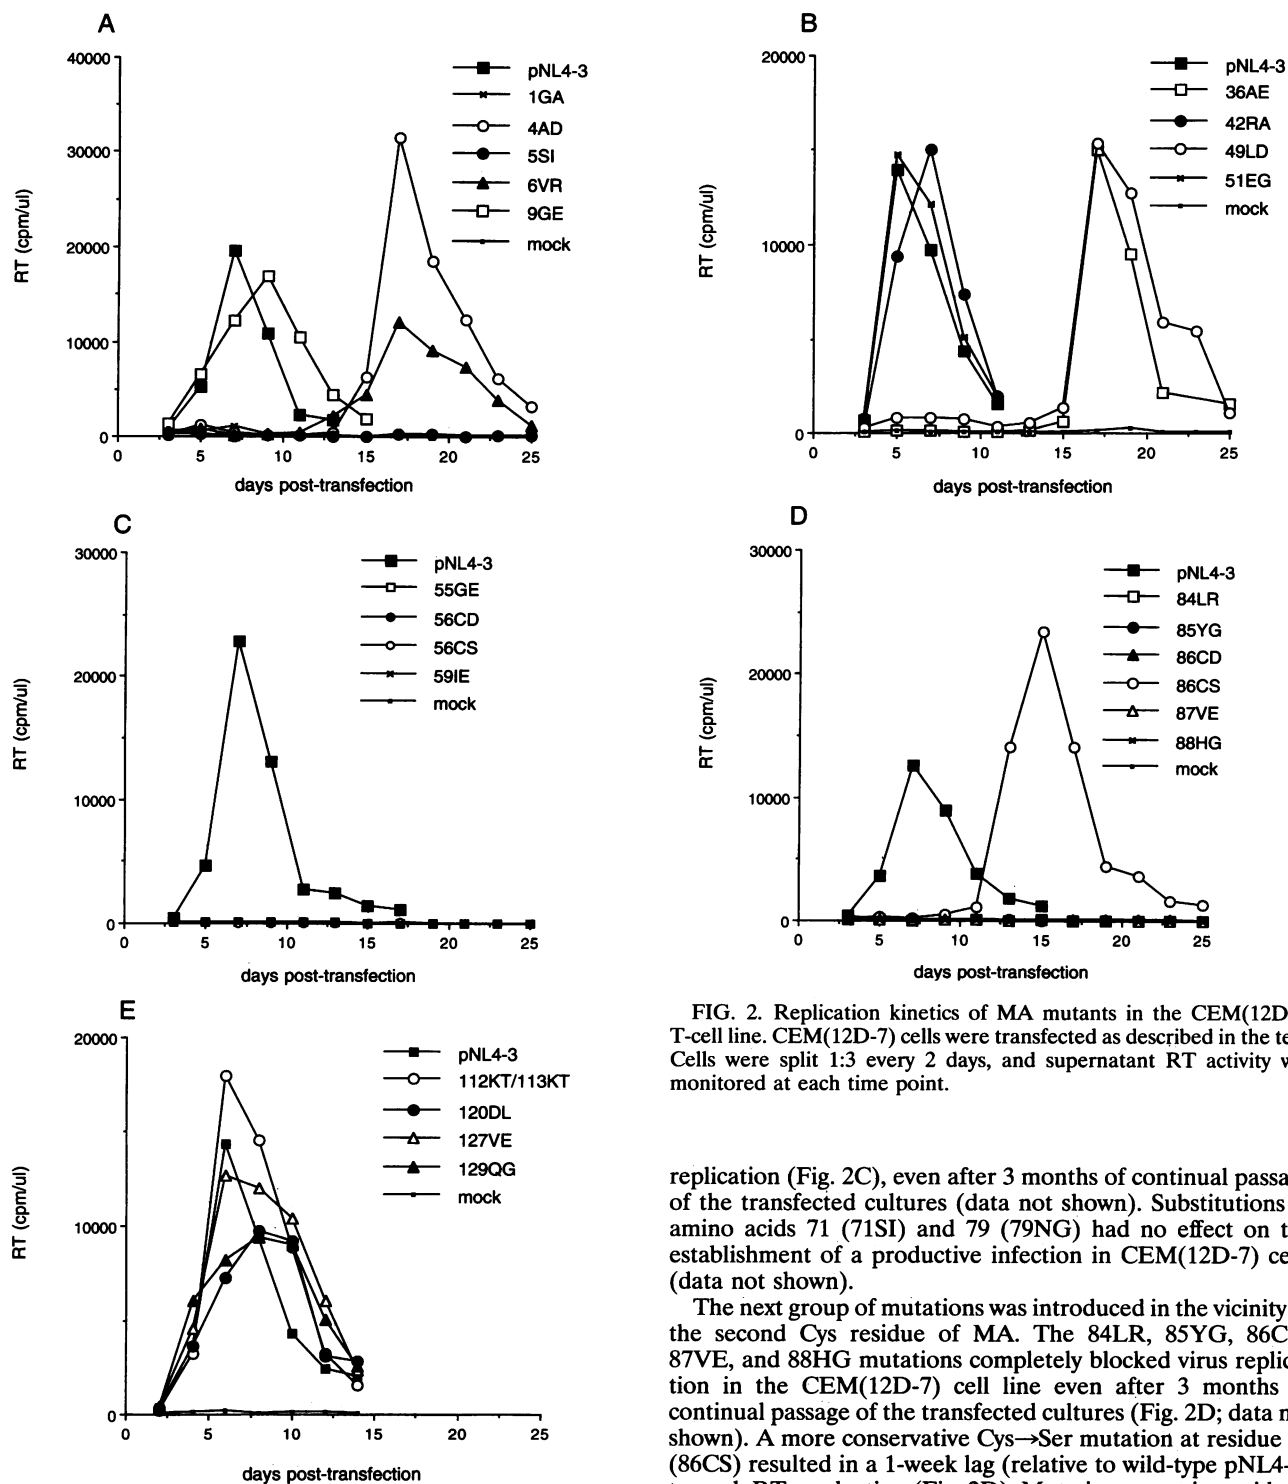 A
40000
30000
20000
10000
0
RT (cpm/ul)
0 5 10 15 20 25
days post-transfection
pNL4-3
1GA
4AD
5SI
6VR
9GE
mock
B
20000
10000
0
RT (cpm/ul)
0 5 10 15 20 25
days post-transfection
pNL4-3
36AE
42RA
49LD
51EG
mock
C
30000
20000
10000
0
RT (cpm/ul)
0 5 10 15 20 25
days post-transfection
pNL4-3
55GE
56CD
56CS
59IE
mock
D
30000
20000
10000
0
RT (cpm/ul)
0 5 10 15 20 25
days post-transfection
pNL4-3
84LR
85YG
86CD
86CS
87VE
88HG
mock
E
20000
10000
0
RT (cpm/ul)
0 5 10 15 20 25
days post-transfection
pNL4-3
112KT/113KT
120DL
127VE
129QG
mock
FIG. 2. Replication kinetics of MA mutants in the CEM(12D
T-cell line. CEM(12D-7) cells were transfected as described in the te
Cells were split 1:3 every 2 days, and supernatant RT activity w
monitored at each time point.
replication (Fig. 2C), even after 3 months of continual passa
of the transfected cultures (data not shown). Substitutions
amino acids 71 (71SI) and 79 (79NG) had no effect on t
establishment of a productive infection in CEM(12D-7) ce
(data not shown).
The next group of mutations was introduced in the vicinity
the second Cys residue of MA. The 84LR, 85YG, 86C
87VE, and 88HG mutations completely blocked virus replic
tion in the CEM(12D-7) cell line even after 3 months
continual passage of the transfected cultures (Fig. 2D; data n
shown). A more conservative Cys→Ser mutation at residue
(86CS) resulted in a 1-week lag (relative to wild-type pNL4-